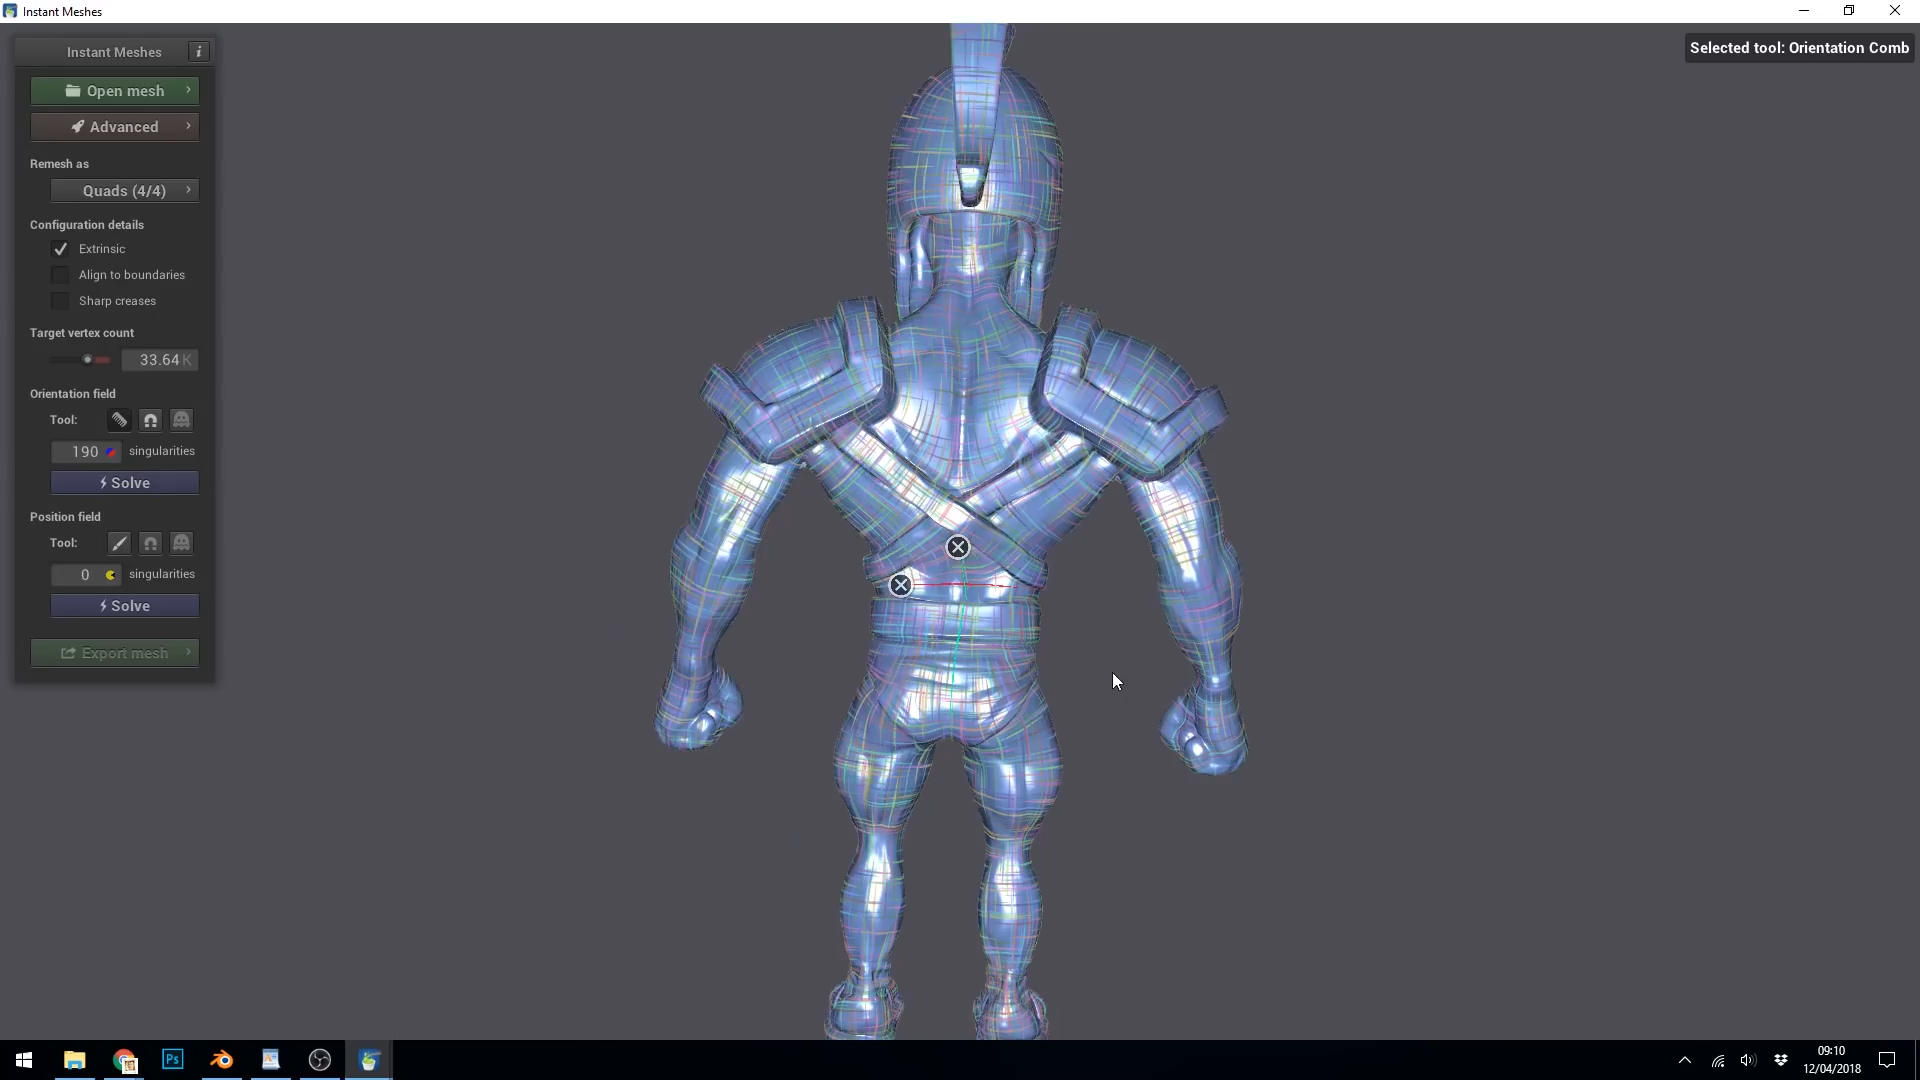 Instant Meshes
Selected tool: Orientation Comb
Instant Meshes
i
Open mesh
Advanced
Remesh as
Quads (4/4)
Configuration details
Extrinsic
Align to boundaries
Sharp creases
Target vertex count
33.64 K
Orientation field
Tool:
190 singularities
Solve
Position field
Tool:
0 singularities
Solve
Export mesh
Ps
09:10
12/04/2018